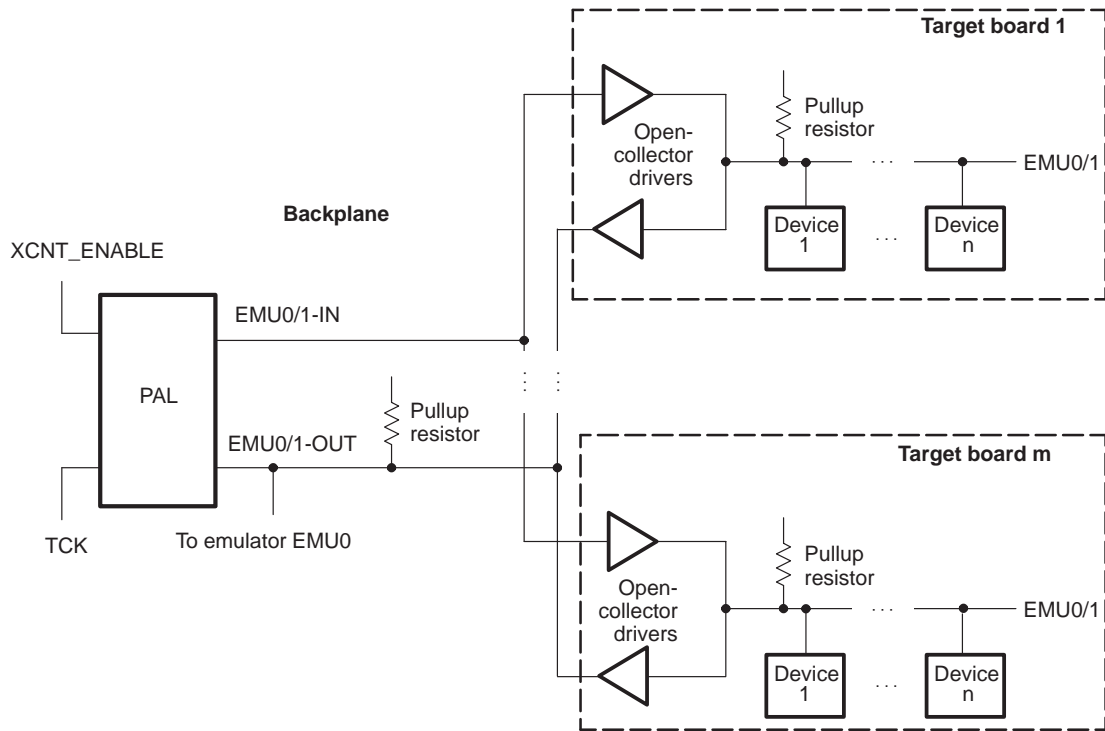 Target board 1
Pullup
resistor
Open-
collector
drivers
EMU0/1
. . .
Device
1
. . .
Device
n
Backplane
XCNT_ENABLE
EMU0/1-IN
PAL
Pullup
resistor
EMU0/1-OUT
TCK
To emulator EMU0
Target board m
Pullup
resistor
Open-
collector
drivers
EMU0/1
. . .
Device
1
. . .
Device
n